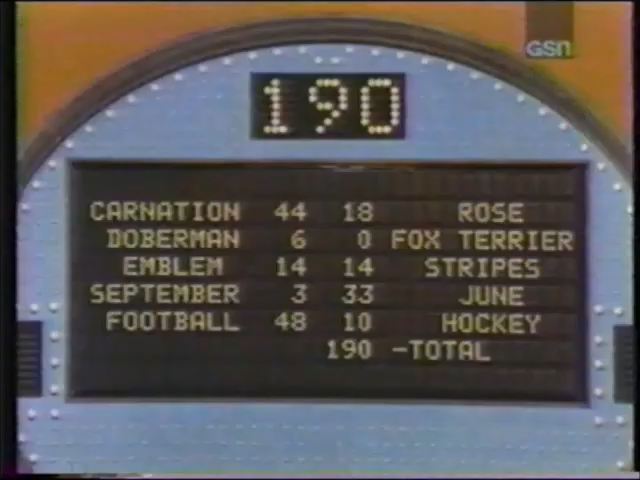 GSN
190
CARNATION 44 18 ROSE
DOBERMAN 6 0 FOX TERRIER
EMBLEM 14 14 STRIPES
SEPTEMBER 3 33 JUNE
FOOTBALL 48 10 HOCKEY
190 -TOTAL